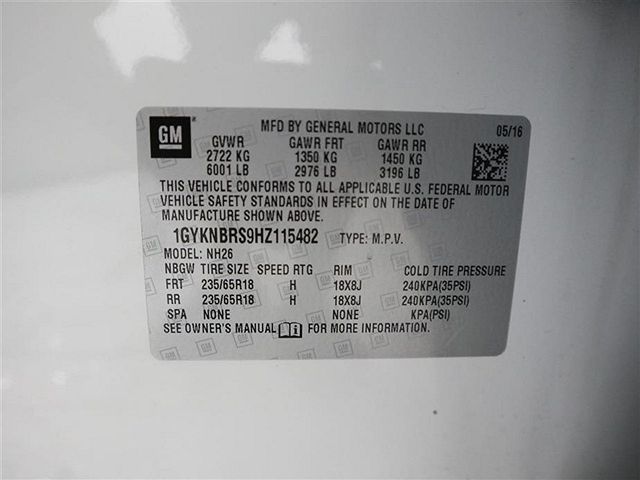 GM MFD BY GENERAL MOTORS LLC 05/16
GVWR GAWR FRT GAWR RR
2722 KG 1350 KG 1450 KG
6001 LB 2976 LB 3196 LB
THIS VEHICLE CONFORMS TO ALL APPLICABLE U.S. FEDERAL MOTOR
VEHICLE SAFETY STANDARDS IN EFFECT ON THE DATE OF
MANUFACTURE SHOWN ABOVE.
1GYKNBRS9HZ115482 TYPE: M.P.V.
MODEL: NH26
NBGW TIRE SIZE SPEED RTG RIM COLD TIRE PRESSURE
FRT 235/65R18 H 18X8J 240KPA(35PSI)
RR 235/65R18 H 18X8J 240KPA(35PSI)
SPA NONE NONE KPA(PSI)
SEE OWNER'S MANUAL FOR MORE INFORMATION.